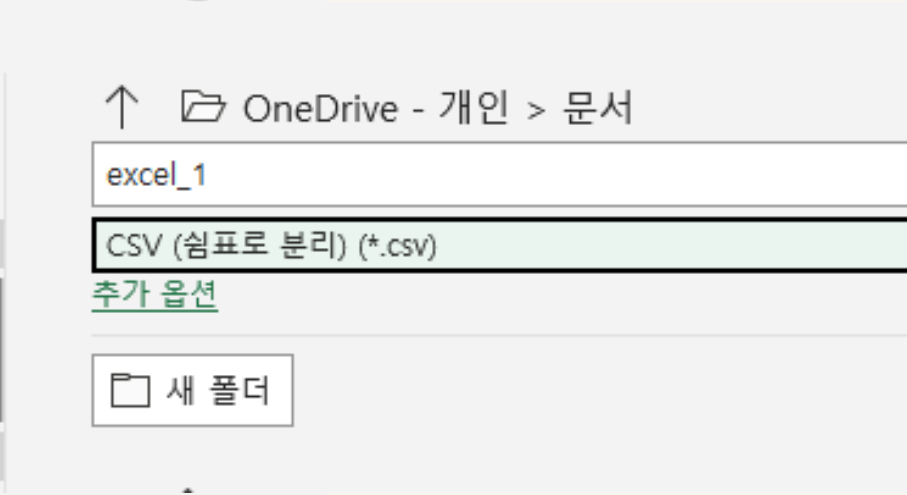 OneDrive - 개인 > 문서
excel_1
CSV (쉼표로 분리) (*.csv)
추가 옵션
새 폴더